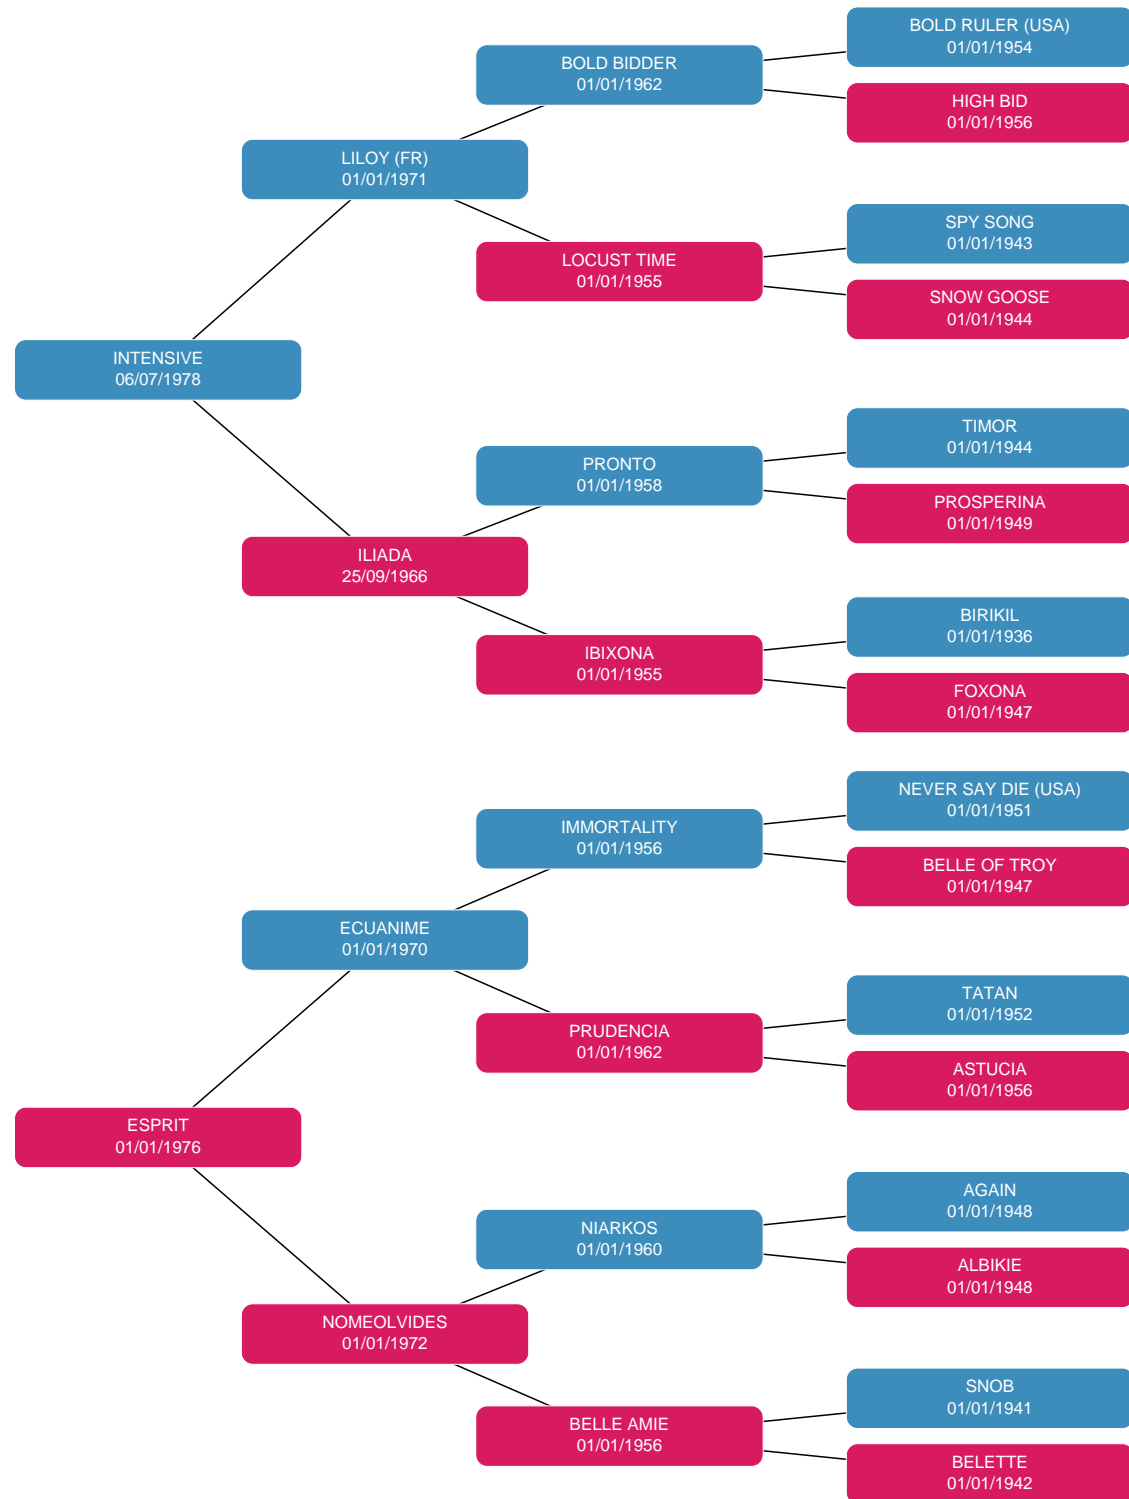 BOLD RULER (USA)
01/01/1954
BOLD BIDDER
01/01/1962
HIGH BID
01/01/1956
LILOY (FR)
01/01/1971
SPY SONG
01/01/1943
LOCUST TIME
01/01/1955
SNOW GOOSE
01/01/1944
INTENSIVE
06/07/1978
TIMOR
01/01/1944
PRONTO
01/01/1958
PROSPERINA
01/01/1949
ILIADA
25/09/1966
BIRIKIL
01/01/1936
IBIXONA
01/01/1955
FOXONA
01/01/1947
NEVER SAY DIE (USA)
01/01/1951
IMMORTALITY
01/01/1956
BELLE OF TROY
01/01/1947
ECUANIME
01/01/1970
TATAN
01/01/1952
PRUDENCIA
01/01/1962
ASTUCIA
01/01/1956
ESPRIT
01/01/1976
AGAIN
01/01/1948
NIARKOS
01/01/1960
ALBIKIE
01/01/1948
NOMEOLVIDES
01/01/1972
SNOB
01/01/1941
BELLE AMIE
01/01/1956
BELETTE
01/01/1942